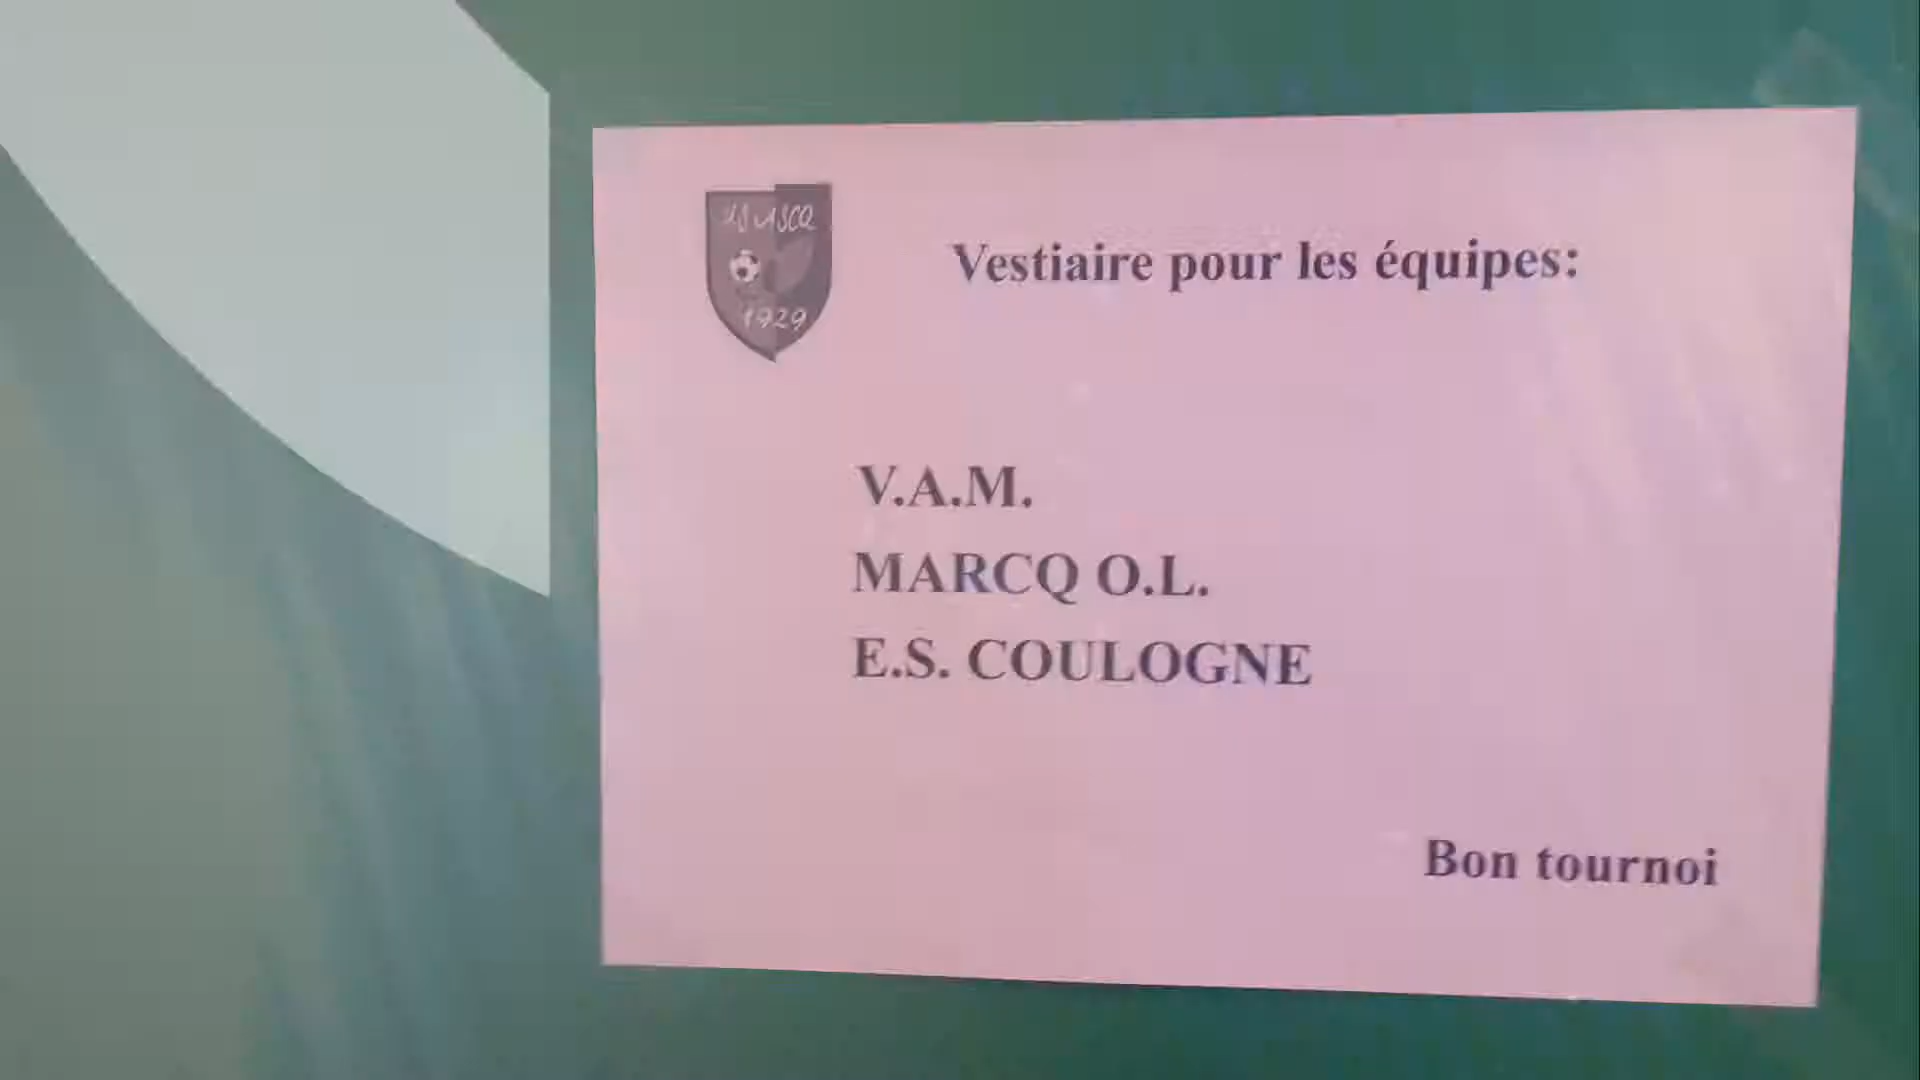 US ASCQ
1929
Vestiaire pour les équipes:
V.A.M.
MARCQ O.L.
E.S. COULOGNE
Bon tournoi